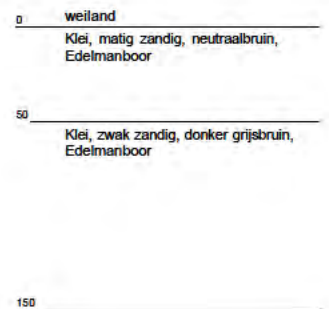 0 weiland
Klei, matig zandig, neutraalbruin,
Edelmanboor
50
Klei, zwak zandig, donker grijsbruin,
Edelmanboor
150